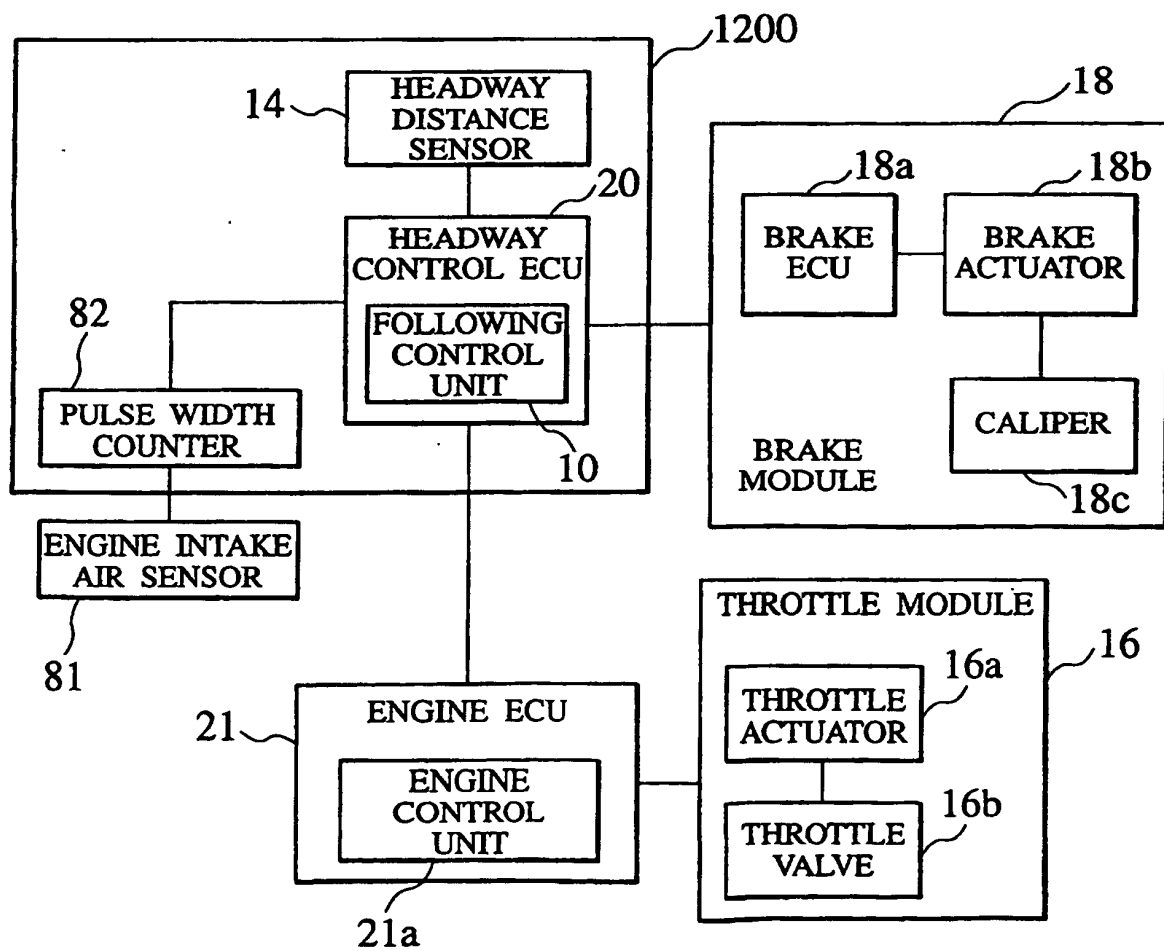 1200
14
HEADWAY
DISTANCE
SENSOR
20
HEADWAY
CONTROL ECU
FOLLOWING
CONTROL
UNIT
10
82
PULSE WIDTH
COUNTER
ENGINE INTAKE
AIR SENSOR
81
18
18a
BRAKE
ECU
18b
BRAKE
ACTUATOR
CALIPER
18c
BRAKE
MODULE
21
ENGINE ECU
ENGINE
CONTROL
UNIT
21a
THROTTLE MODULE
16
16a
THROTTLE
ACTUATOR
16b
THROTTLE
VALVE